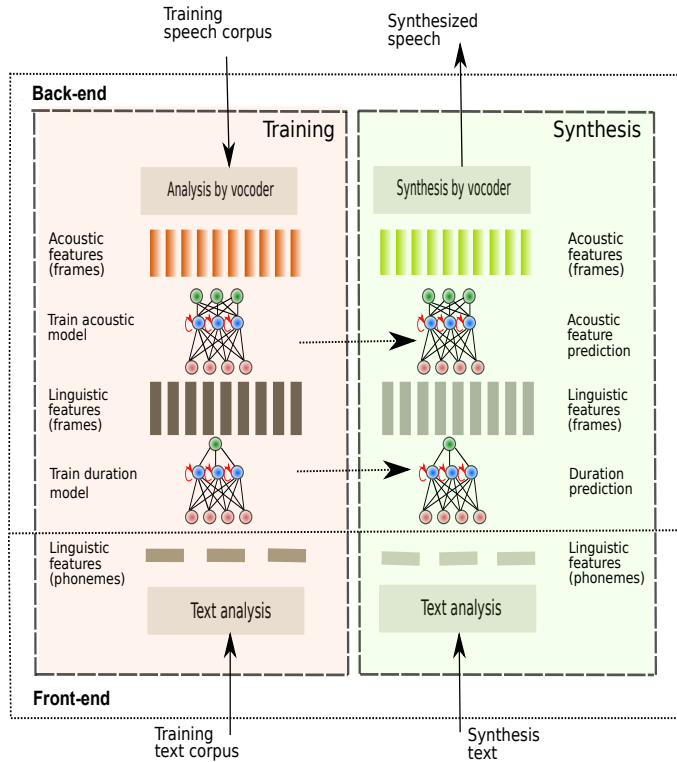 Training
speech corpus
Synthesized
speech
Back-end
Training
Synthesis
Analysis by vocoder
Synthesis by vocoder
Acoustic
features
(frames)
Acoustic
features
(frames)
Train acoustic
model
Acoustic
feature
prediction
Linguistic
features
(frames)
Linguistic
features
(frames)
Train duration
model
Duration
prediction
Linguistic
features
(phonemes)
Linguistic
features
(phonemes)
Text analysis
Text analysis
Front-end
Training
text corpus
Synthesis
text